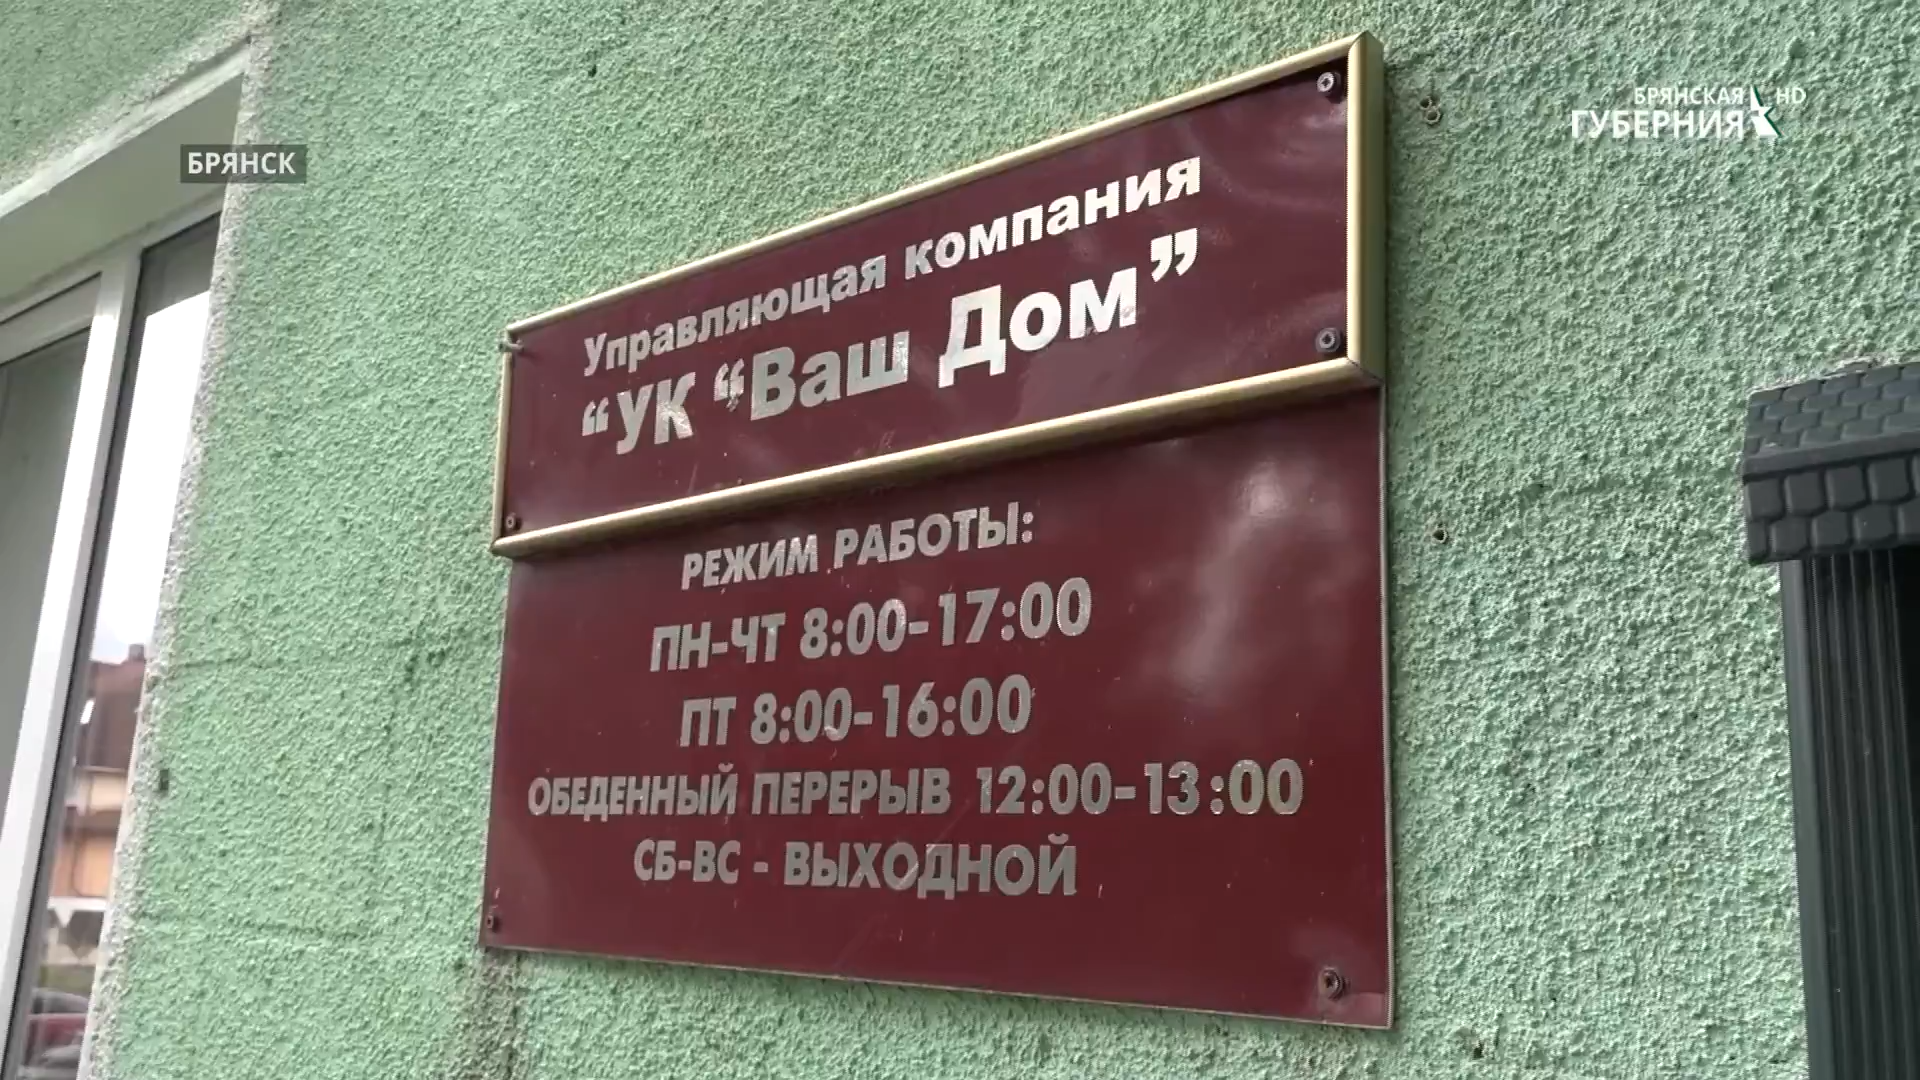 БРЯНСКАЯ HD
ГУБЕРНИЯ
БРЯНСК
Управляющая компания
“УК “Ваш Дом”
РЕЖИМ РАБОТЫ:
ПН-ЧТ 8:00-17:00
ПТ 8:00-16:00
ОБЕДЕННЫЙ ПЕРЕРЫВ 12:00-13:00
СБ-ВС - ВЫХОДНОЙ